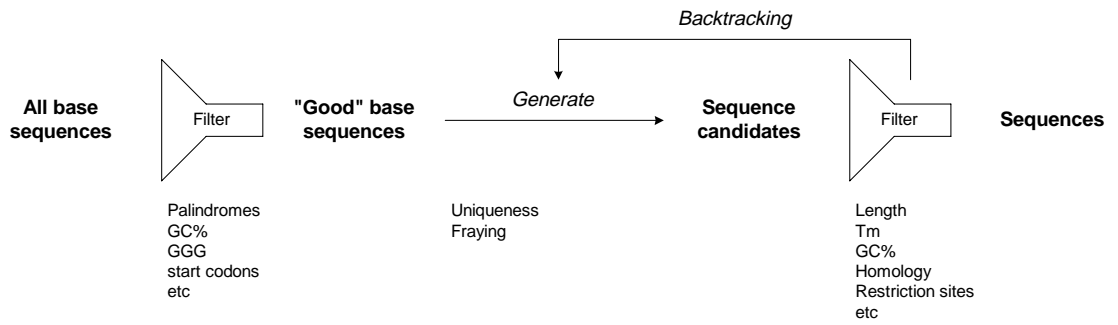 Backtracking
All base
sequences
Filter
"Good" base
sequences
Generate
Sequence
candidates
Filter
Sequences
Palindromes
GC%
GGG
start codons
etc
Uniqueness
Fraying
Length
Tm
GC%
Homology
Restriction sites
etc